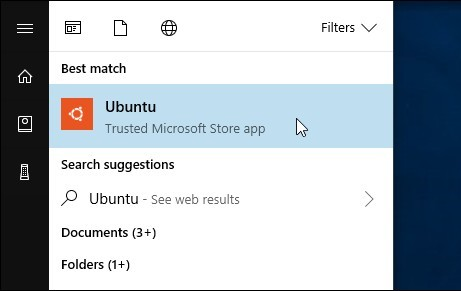 Filters
Best match
Ubuntu
Trusted Microsoft Store app
Search suggestions
Ubuntu - See web results
Documents (3+)
Folders (1+)